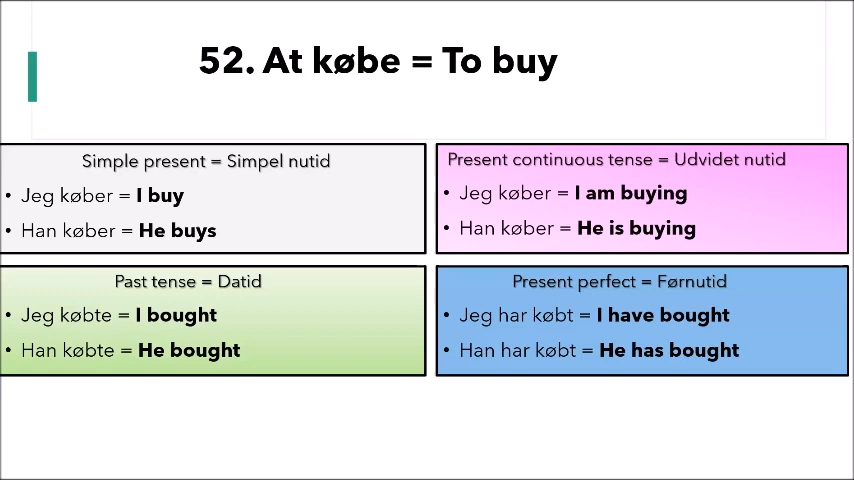 52. At købe = To buy
Simple present = Simpel nutid
• Jeg køber = I buy
• Han køber = He buys
Present continuous tense = Udvidet nutid
• Jeg køber = I am buying
• Han køber = He is buying
Past tense = Datid
• Jeg købte = I bought
• Han købte = He bought
Present perfect = Førnutid
• Jeg har købt = I have bought
• Han har købt = He has bought